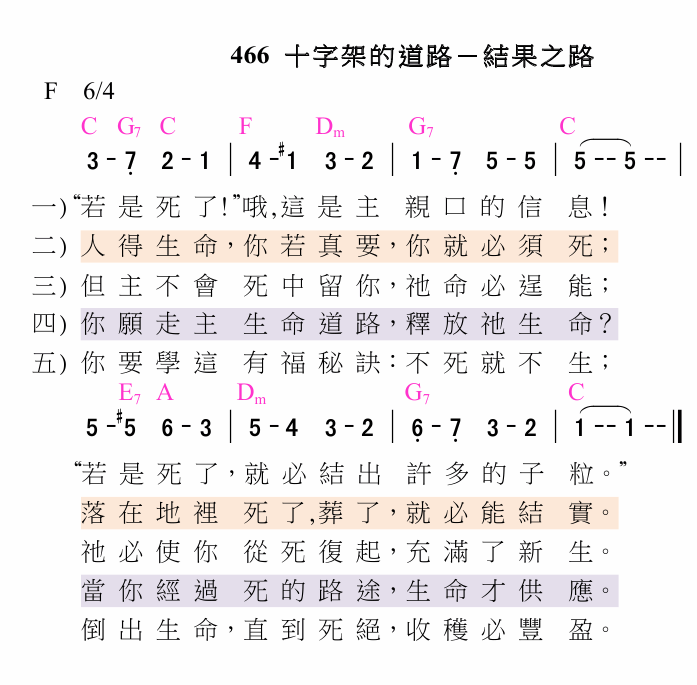 466 十字架的道路－結果之路
F 6/4
C G7 C F Dm G7 C
3 - 7 2 - 1 | 4 - #1 3 - 2 | 1 - 7 5 - 5 | 5 - - 5 - - |
一) “若是死了!”哦,這是主 親口的信息!
二) 人得生命，你若真要，你就必須死；
三) 但主不會 死中留你，祂命必逞能；
四) 你願走主 生命道路，釋放祂生命？
五) 你要學這 有福秘訣：不死就不生；
E7 A Dm G7 C
5 - #5 6 - 3 | 5 - 4 3 - 2 | 6 - 7 3 - 2 | 1 - - 1 - - ||
“若是死了，就必結出 許多的子粒。”
落在地裡 死了,葬了，就必能結實。
祂必使你 從死復起，充滿了新生。
當你經過 死的路途，生命才供應。
倒出生命，直到死絕，收穫必豐盈。